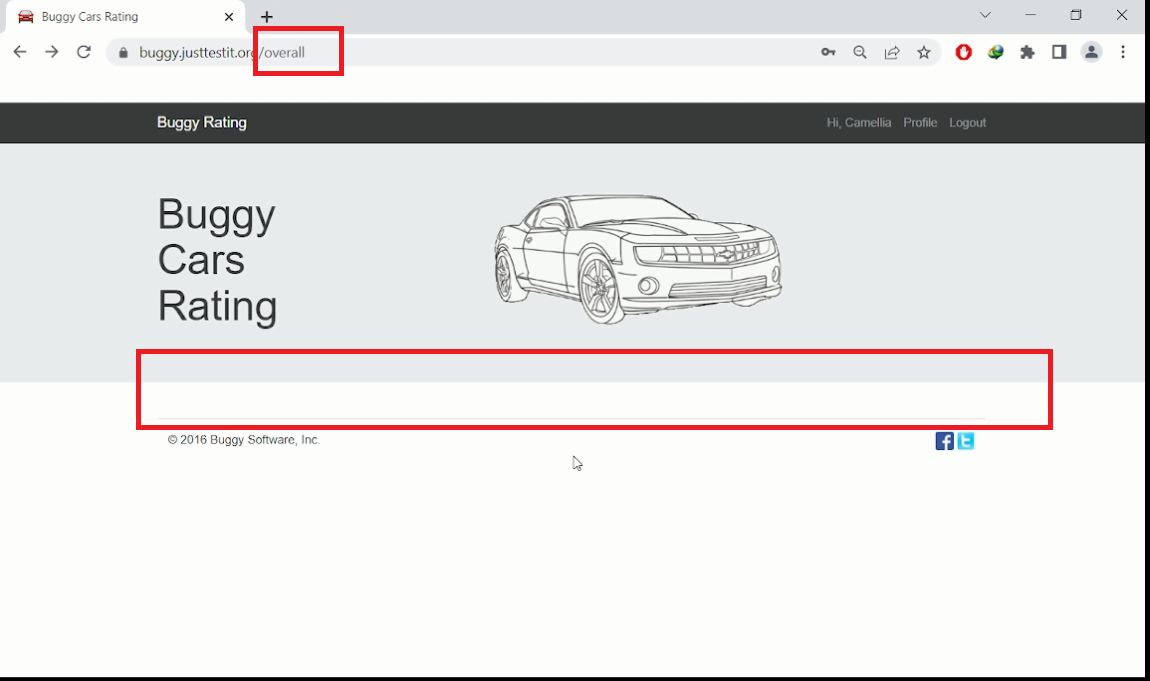 Buggy Cars Rating
buggy.justtestit.org/overall
Buggy Rating
Hi, Camellia Profile Logout
Buggy
Cars
Rating
© 2016 Buggy Software, Inc.